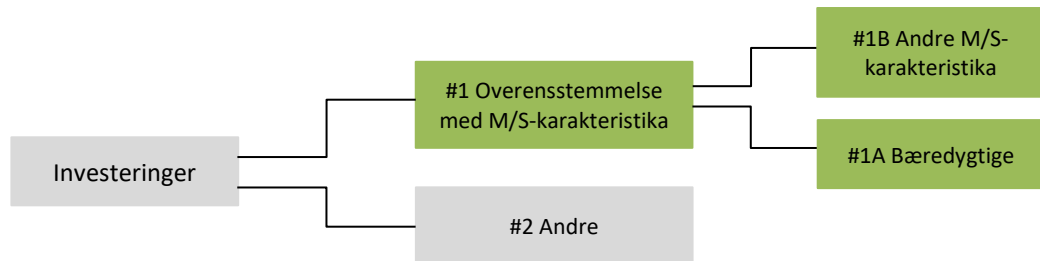 Investeringer
#1 Overensstemmelse
med M/S-karakteristika
#2 Andre
#1B Andre M/S-
karakteristika
#1A Bæredygtige